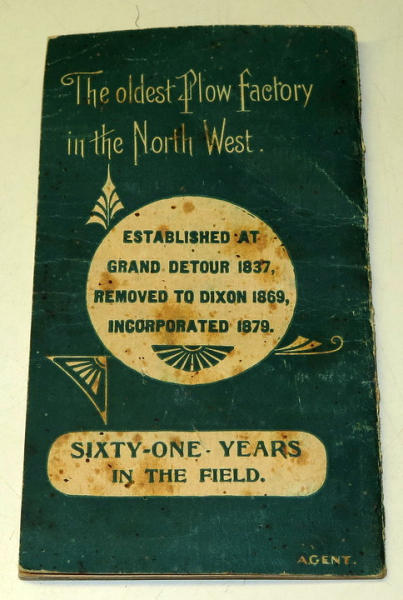 The oldest Plow Factory
in the North West.
ESTABLISHED AT
GRAND DETOUR 1837,
REMOVED TO DIXON 1869,
INCORPORATED 1879.
SIXTY-ONE YEARS
IN THE FIELD.
AGENT.